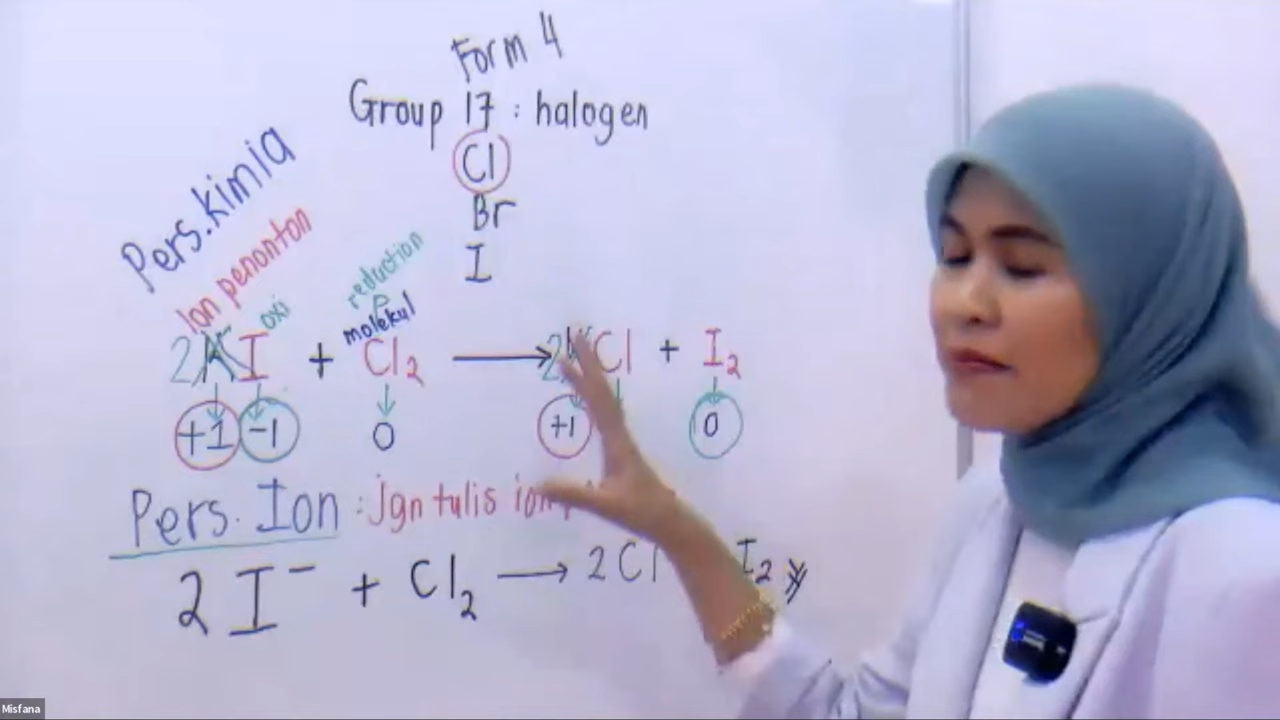 Form 4
Group 17 : halogen
Cl
Br
I
Pers.kimia
Ion penonton
oxi
reduction
molekul
2KI + Cl₂ → 2KCl + I₂
+1 -1 0 +1 0
Pers. Ion : Jgn tulis ion
2I⁻ + Cl₂ → 2Cl I₂
Misfana